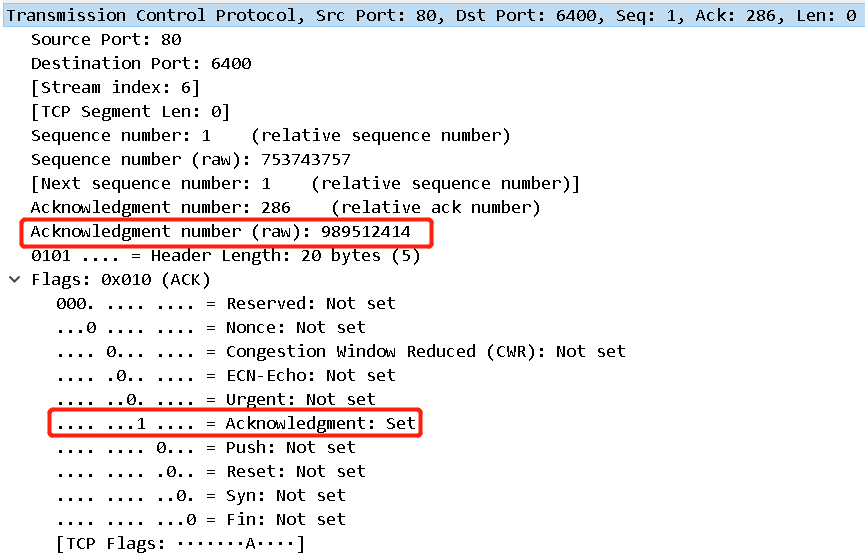 Transmission Control Protocol, Src Port: 80, Dst Port: 6400, Seq: 1, Ack: 286, Len: 0
Source Port: 80
Destination Port: 6400
[Stream index: 6]
[TCP Segment Len: 0]
Sequence number: 1    (relative sequence number)
Sequence number (raw): 753743757
[Next sequence number: 1    (relative sequence number)]
Acknowledgment number: 286    (relative ack number)
Acknowledgment number (raw): 989512414
0101 .... = Header Length: 20 bytes (5)
Flags: 0x010 (ACK)
000. .... .... = Reserved: Not set
...0 .... .... = Nonce: Not set
.... 0... .... = Congestion Window Reduced (CWR): Not set
.... .0.. .... = ECN-Echo: Not set
.... ..0. .... = Urgent: Not set
.... ...1 .... = Acknowledgment: Set
.... .... 0... = Push: Not set
.... .... .0.. = Reset: Not set
.... .... ..0. = Syn: Not set
.... .... ...0 = Fin: Not set
[TCP Flags: ·······A····]